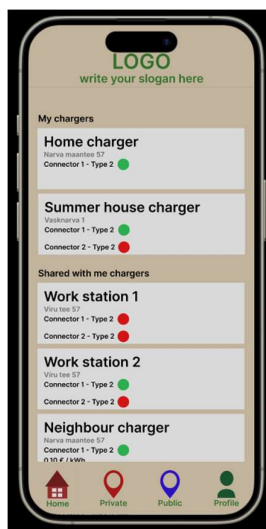 LOGO
write your slogan here
My chargers
Home charger
Narva maantee 57
Connector 1 - Type 2
Summer house charger
Vasknarva 1
Connector 1 - Type 2
Connector 2 - Type 2
Shared with me chargers
Work station 1
Viru tee 57
Connector 1 - Type 2
Connector 2 - Type 2
Work station 2
Viru tee 57
Connector 1 - Type 2
Connector 2 - Type 2
Neighbour charger
Narva maantee 57
Connector 1 - Type 2
0.10 € / kWh
Home Private Public Profile